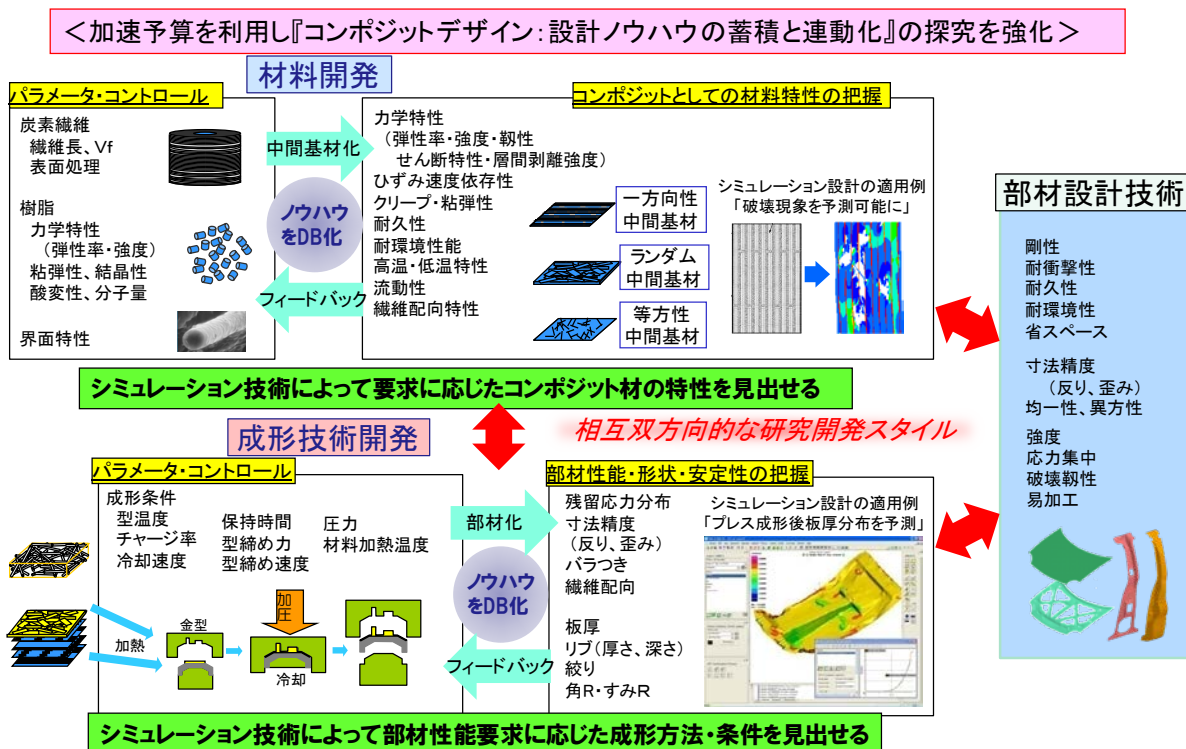 ＜加速予算を利用し『コンポジットデザイン：設計ノウハウの蓄積と連動化』の探究を強化＞
材料開発
パラメータ・コントロール
炭素繊維
繊維長、Vf
表面処理
樹脂
力学特性
（弾性率・強度）
粘弾性、結晶性
酸変性、分子量
界面特性
中間基材化
ノウハウ
をDB化
フィードバック
コンポジットとしての材料特性の把握
力学特性
（弾性率・強度・靱性
せん断特性・層間剥離強度）
ひずみ速度依存性
クリープ・粘弾性
耐久性
耐環境性能
高温・低温特性
流動性
繊維配向特性
一方向性
中間基材
ランダム
中間基材
等方性
中間基材
シミュレーション設計の適用例
「破壊現象を予測可能に」
シミュレーション技術によって要求に応じたコンポジット材の特性を見出せる
相互双方向的な研究開発スタイル
成形技術開発
パラメータ・コントロール
成形条件
型温度
チャージ率
冷却速度
保持時間
型締め力
型締め速度
圧力
材料加熱温度
加熱
金型
加圧
冷却
部材化
ノウハウ
をDB化
フィードバック
部材性能・形状・安定性の把握
残留応力分布
寸法精度
（反り、歪み）
バラつき
繊維配向
板厚
リブ（厚さ、深さ）
絞り
角R・すみR
シミュレーション設計の適用例
「プレス成形後板厚分布を予測」
シミュレーション技術によって部材性能要求に応じた成形方法・条件を見出せる
部材設計技術
剛性
耐衝撃性
耐久性
耐環境性
省スペース
寸法精度
（反り、歪み）
均一性、異方性
強度
応力集中
破壊靱性
易加工